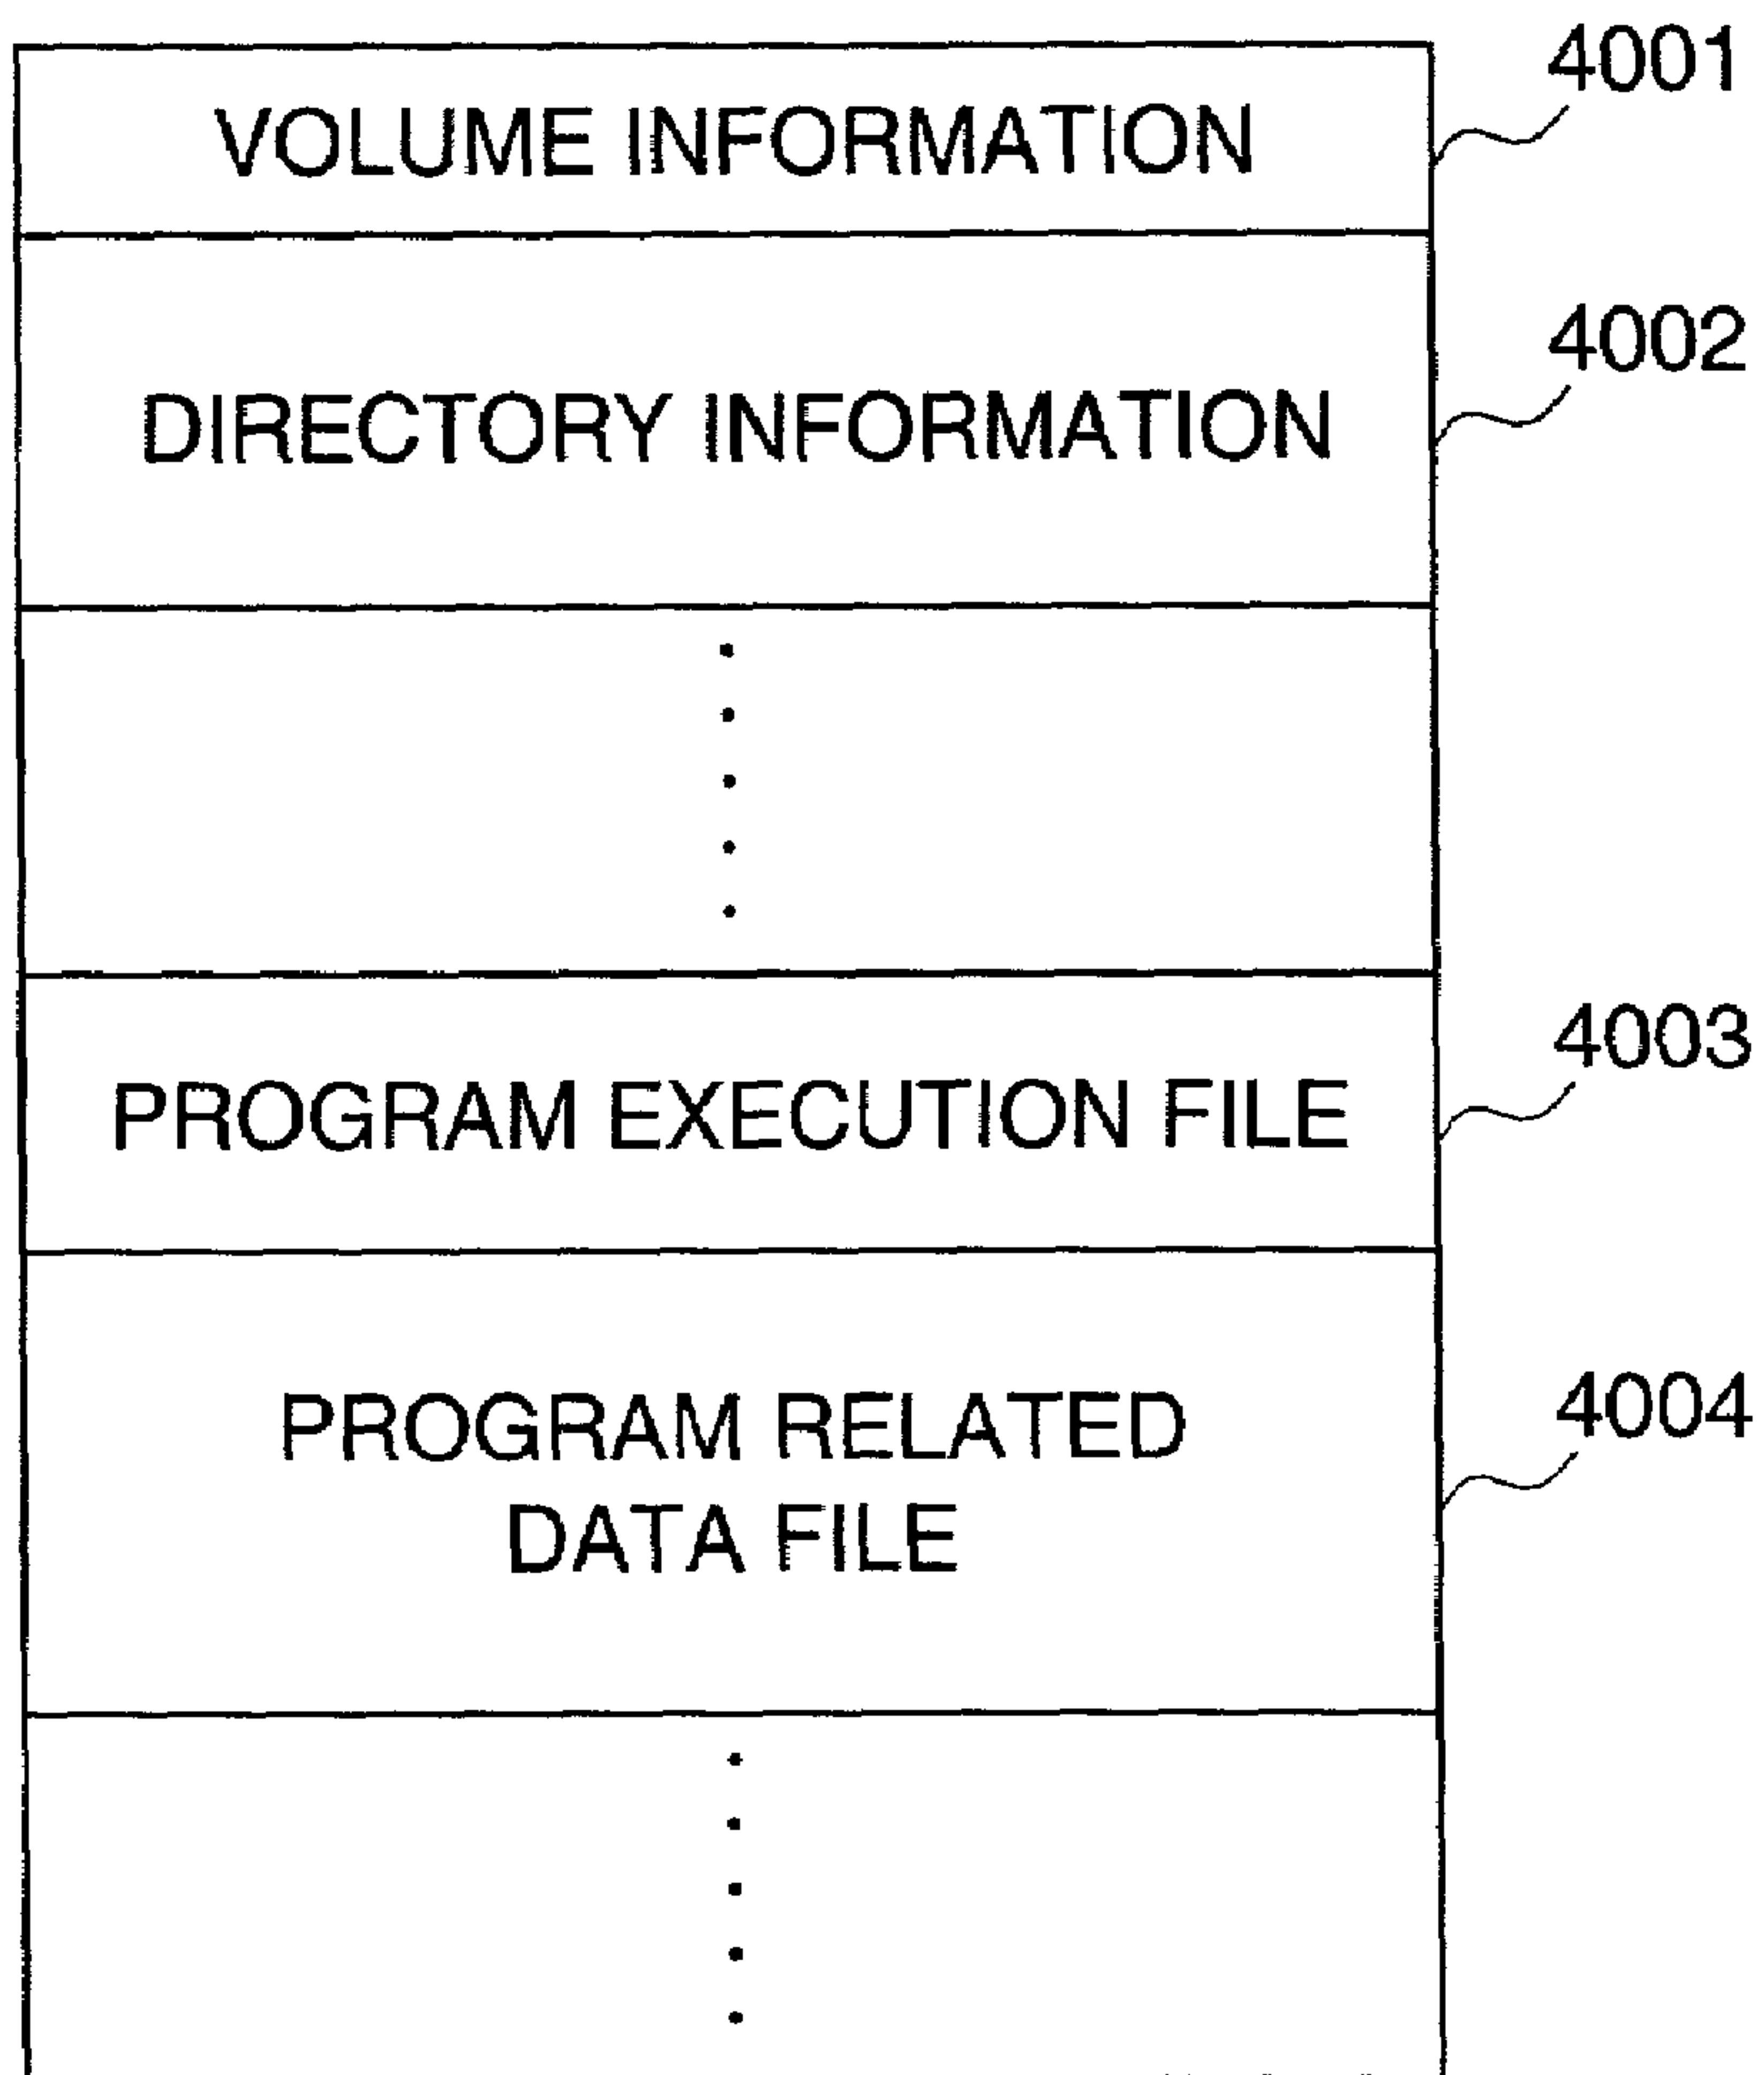 4001
VOLUME INFORMATION
4002
DIRECTORY INFORMATION
4003
PROGRAM EXECUTION FILE
4004
PROGRAM RELATED
DATA FILE